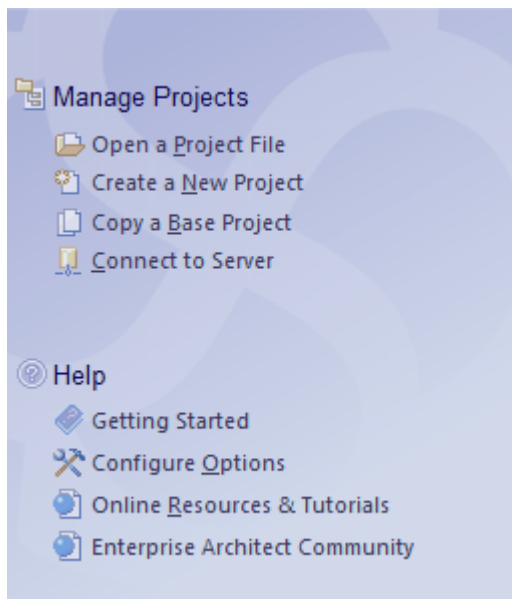 Manage Projects
Open a Project File
Create a New Project
Copy a Base Project
Connect to Server
Help
Getting Started
Configure Options
Online Resources & Tutorials
Enterprise Architect Community